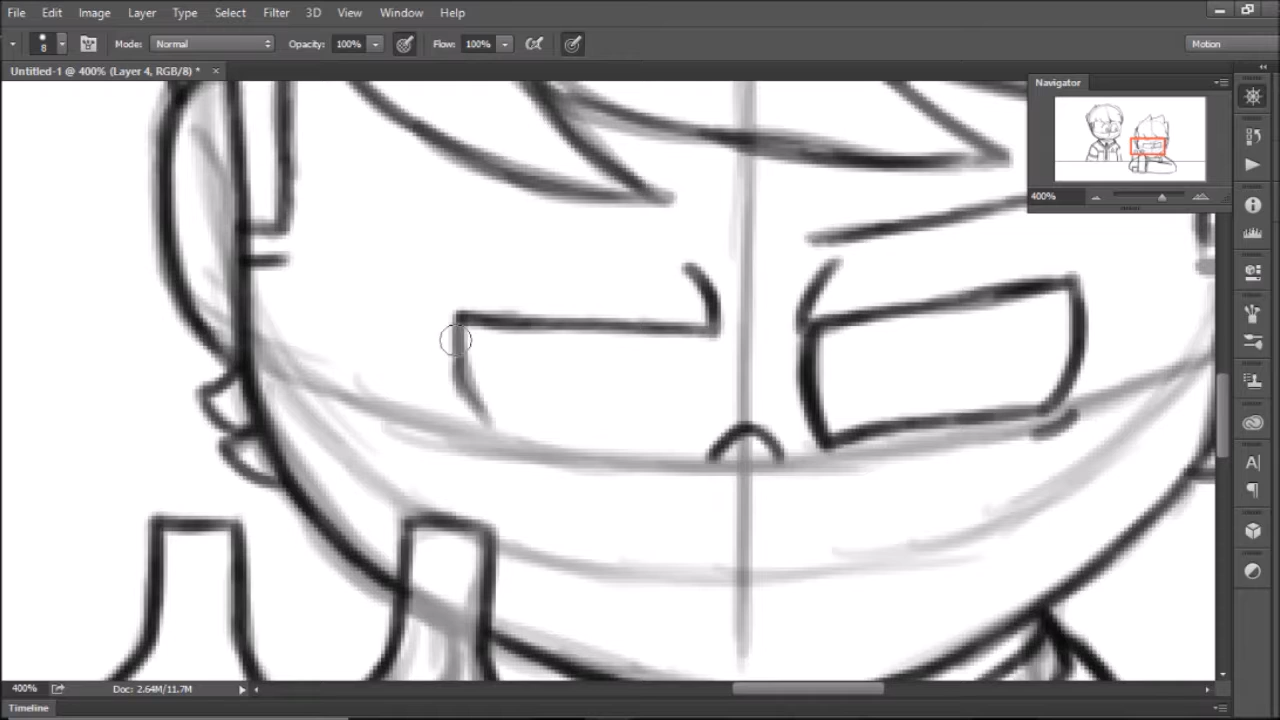 File Edit Image Layer Type Select Filter 3D View Window Help
8 Mode: Normal Opacity: 100% Flow: 100% Motion
Untitled-1 @ 400% (Layer 4, RGB/8) * ×
Navigator
400%
400% Doc: 2.64M/11.7M
Timeline